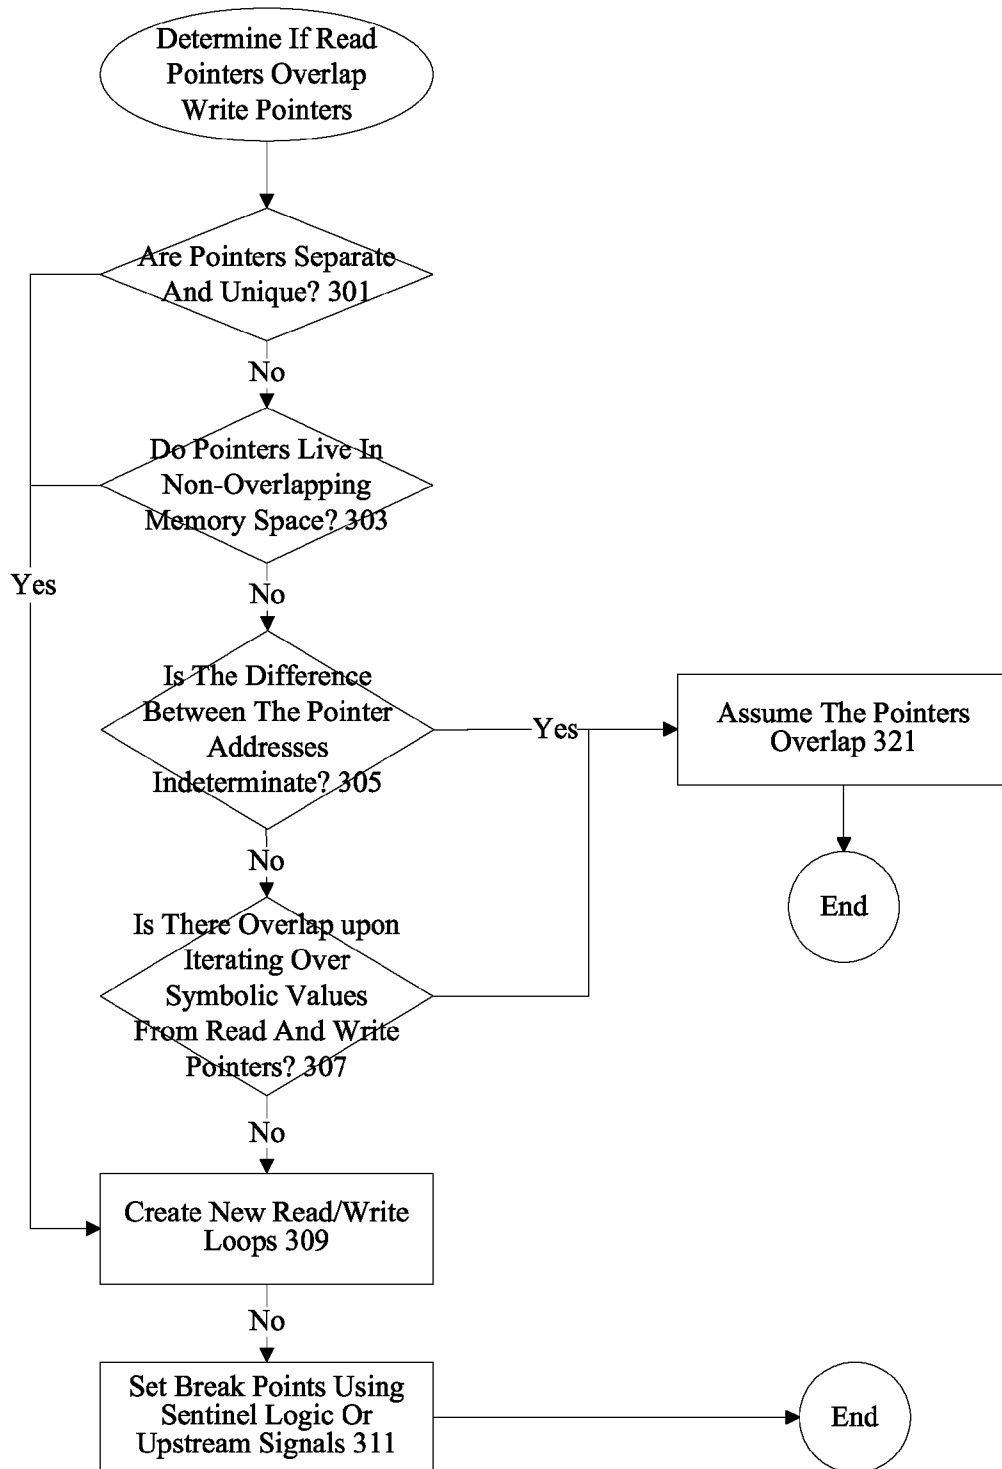 Determine If Read
Pointers Overlap
Write Pointers
Are Pointers Separate
And Unique? 301
No
Do Pointers Live In
Non-Overlapping
Memory Space? 303
Yes
No
Is The Difference
Between The Pointer
Addresses
Indeterminate? 305
Yes
Assume The Pointers
Overlap 321
No
End
Is There Overlap upon
Iterating Over
Symbolic Values
From Read And Write
Pointers? 307
No
Create New Read/Write
Loops 309
No
Set Break Points Using
Sentinel Logic Or
Upstream Signals 311
End